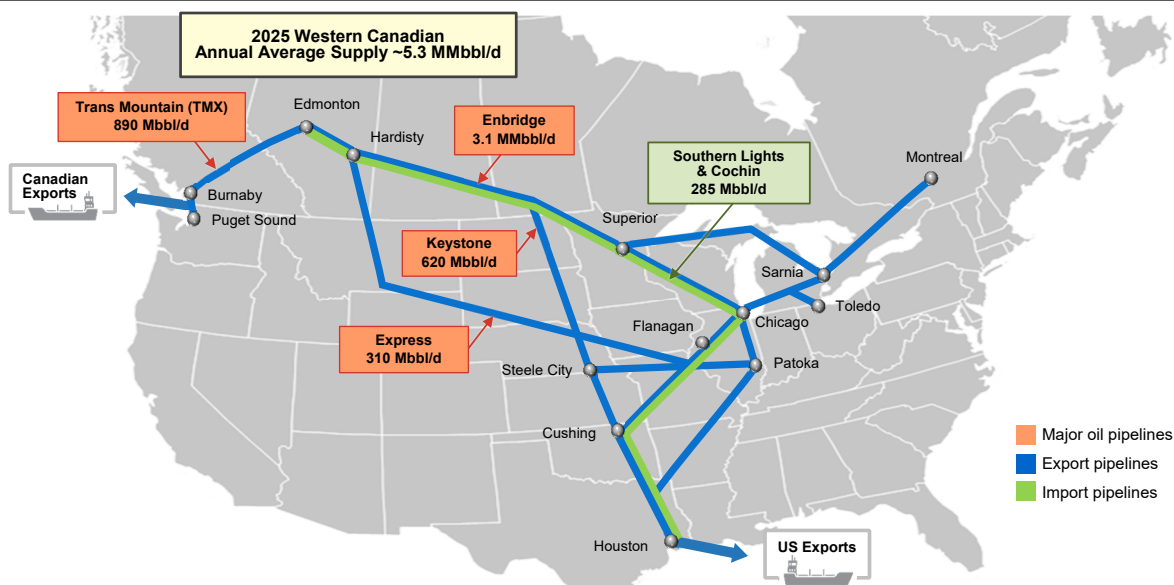 2025 Western Canadian
Annual Average Supply ~5.3 MMbbl/d
Trans Mountain (TMX)
890 Mbbl/d
Edmonton
Hardisty
Enbridge
3.1 MMbbl/d
Southern Lights
& Cochin
285 Mbbl/d
Montreal
Canadian
Exports
Burnaby
Puget Sound
Superior
Keystone
620 Mbbl/d
Sarnia
Toledo
Express
310 Mbbl/d
Flanagan
Chicago
Steele City
Patoka
Cushing
Major oil pipelines
Export pipelines
Import pipelines
Houston
US Exports